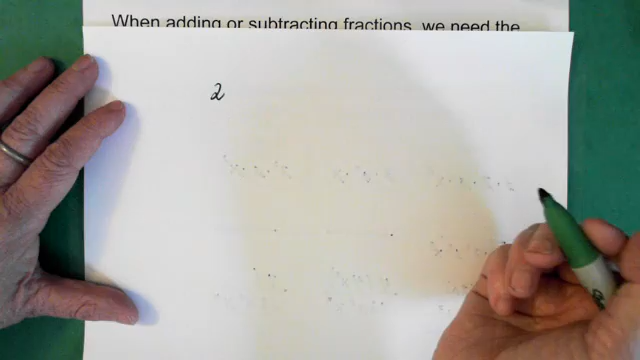 When adding or subtracting fractions, we need the
2